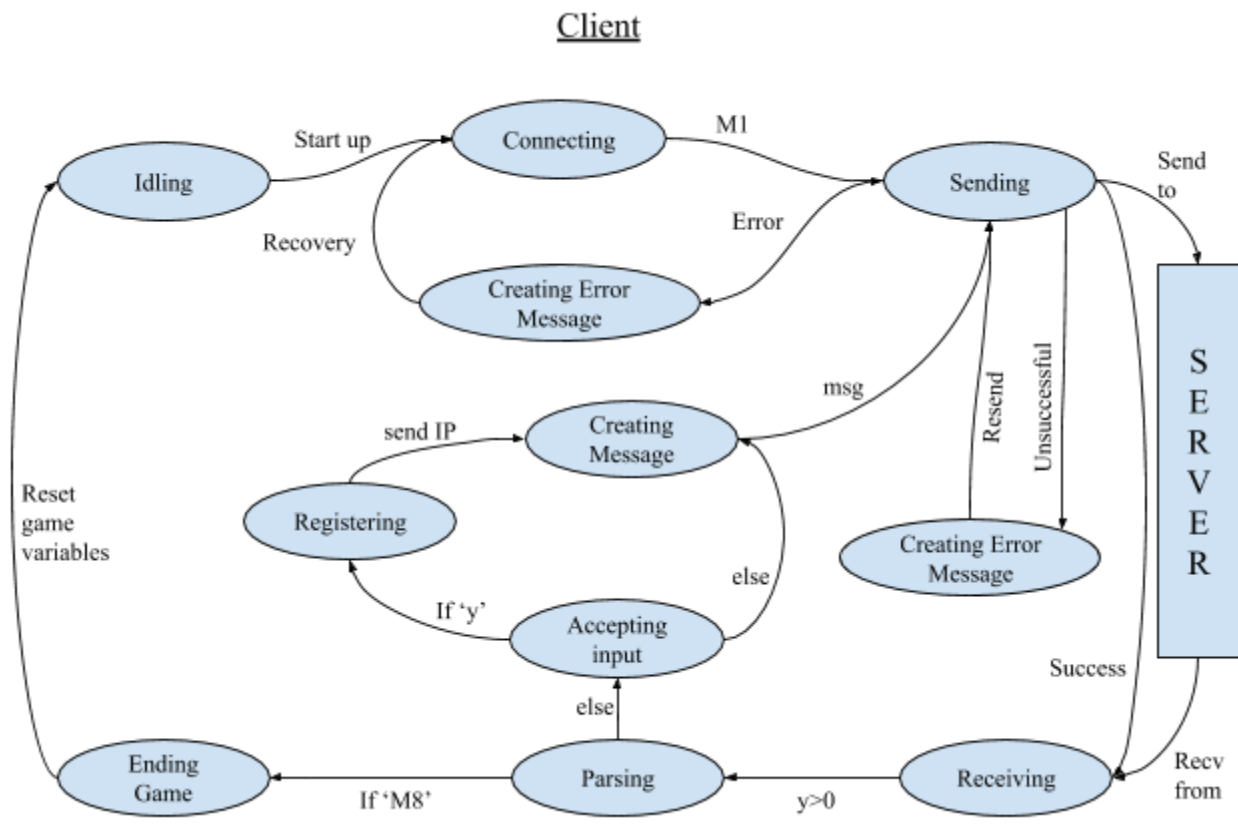 Client
Start up
Connecting
M1
Idling
Sending
Send
to
Recovery
Error
Creating Error
Message
S
E
R
V
E
R
msg
Resend
Unsuccessful
send IP
Creating
Message
Reset
game
variables
Registering
Creating Error
Message
else
If ‘y’
Accepting
input
Success
else
Ending
Game
If ‘M8’
Parsing
y>0
Receiving
Recv
from